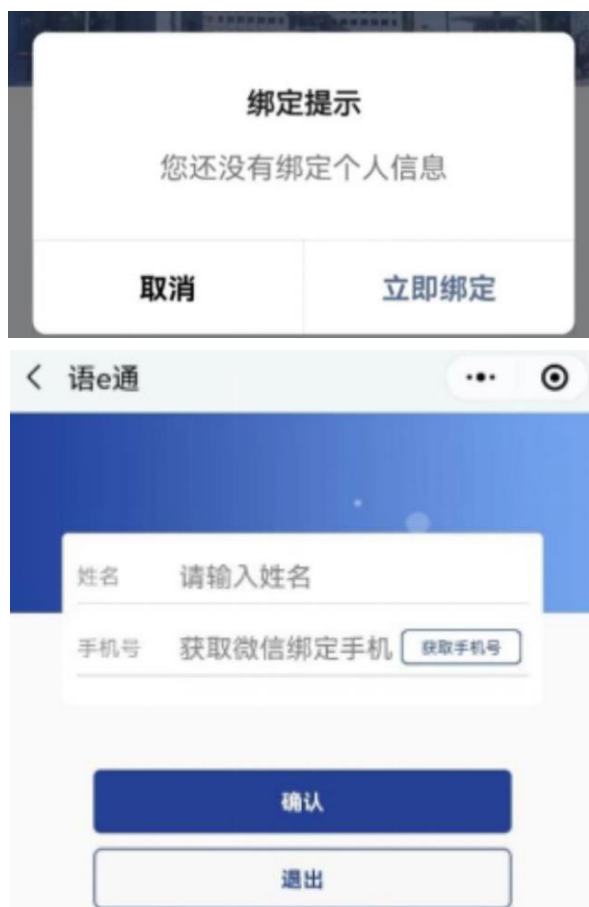 绑定提示
您还没有绑定个人信息
取消 立即绑定
语e通
姓名 请输入姓名
手机号 获取微信绑定手机 获取手机号
确认
退出